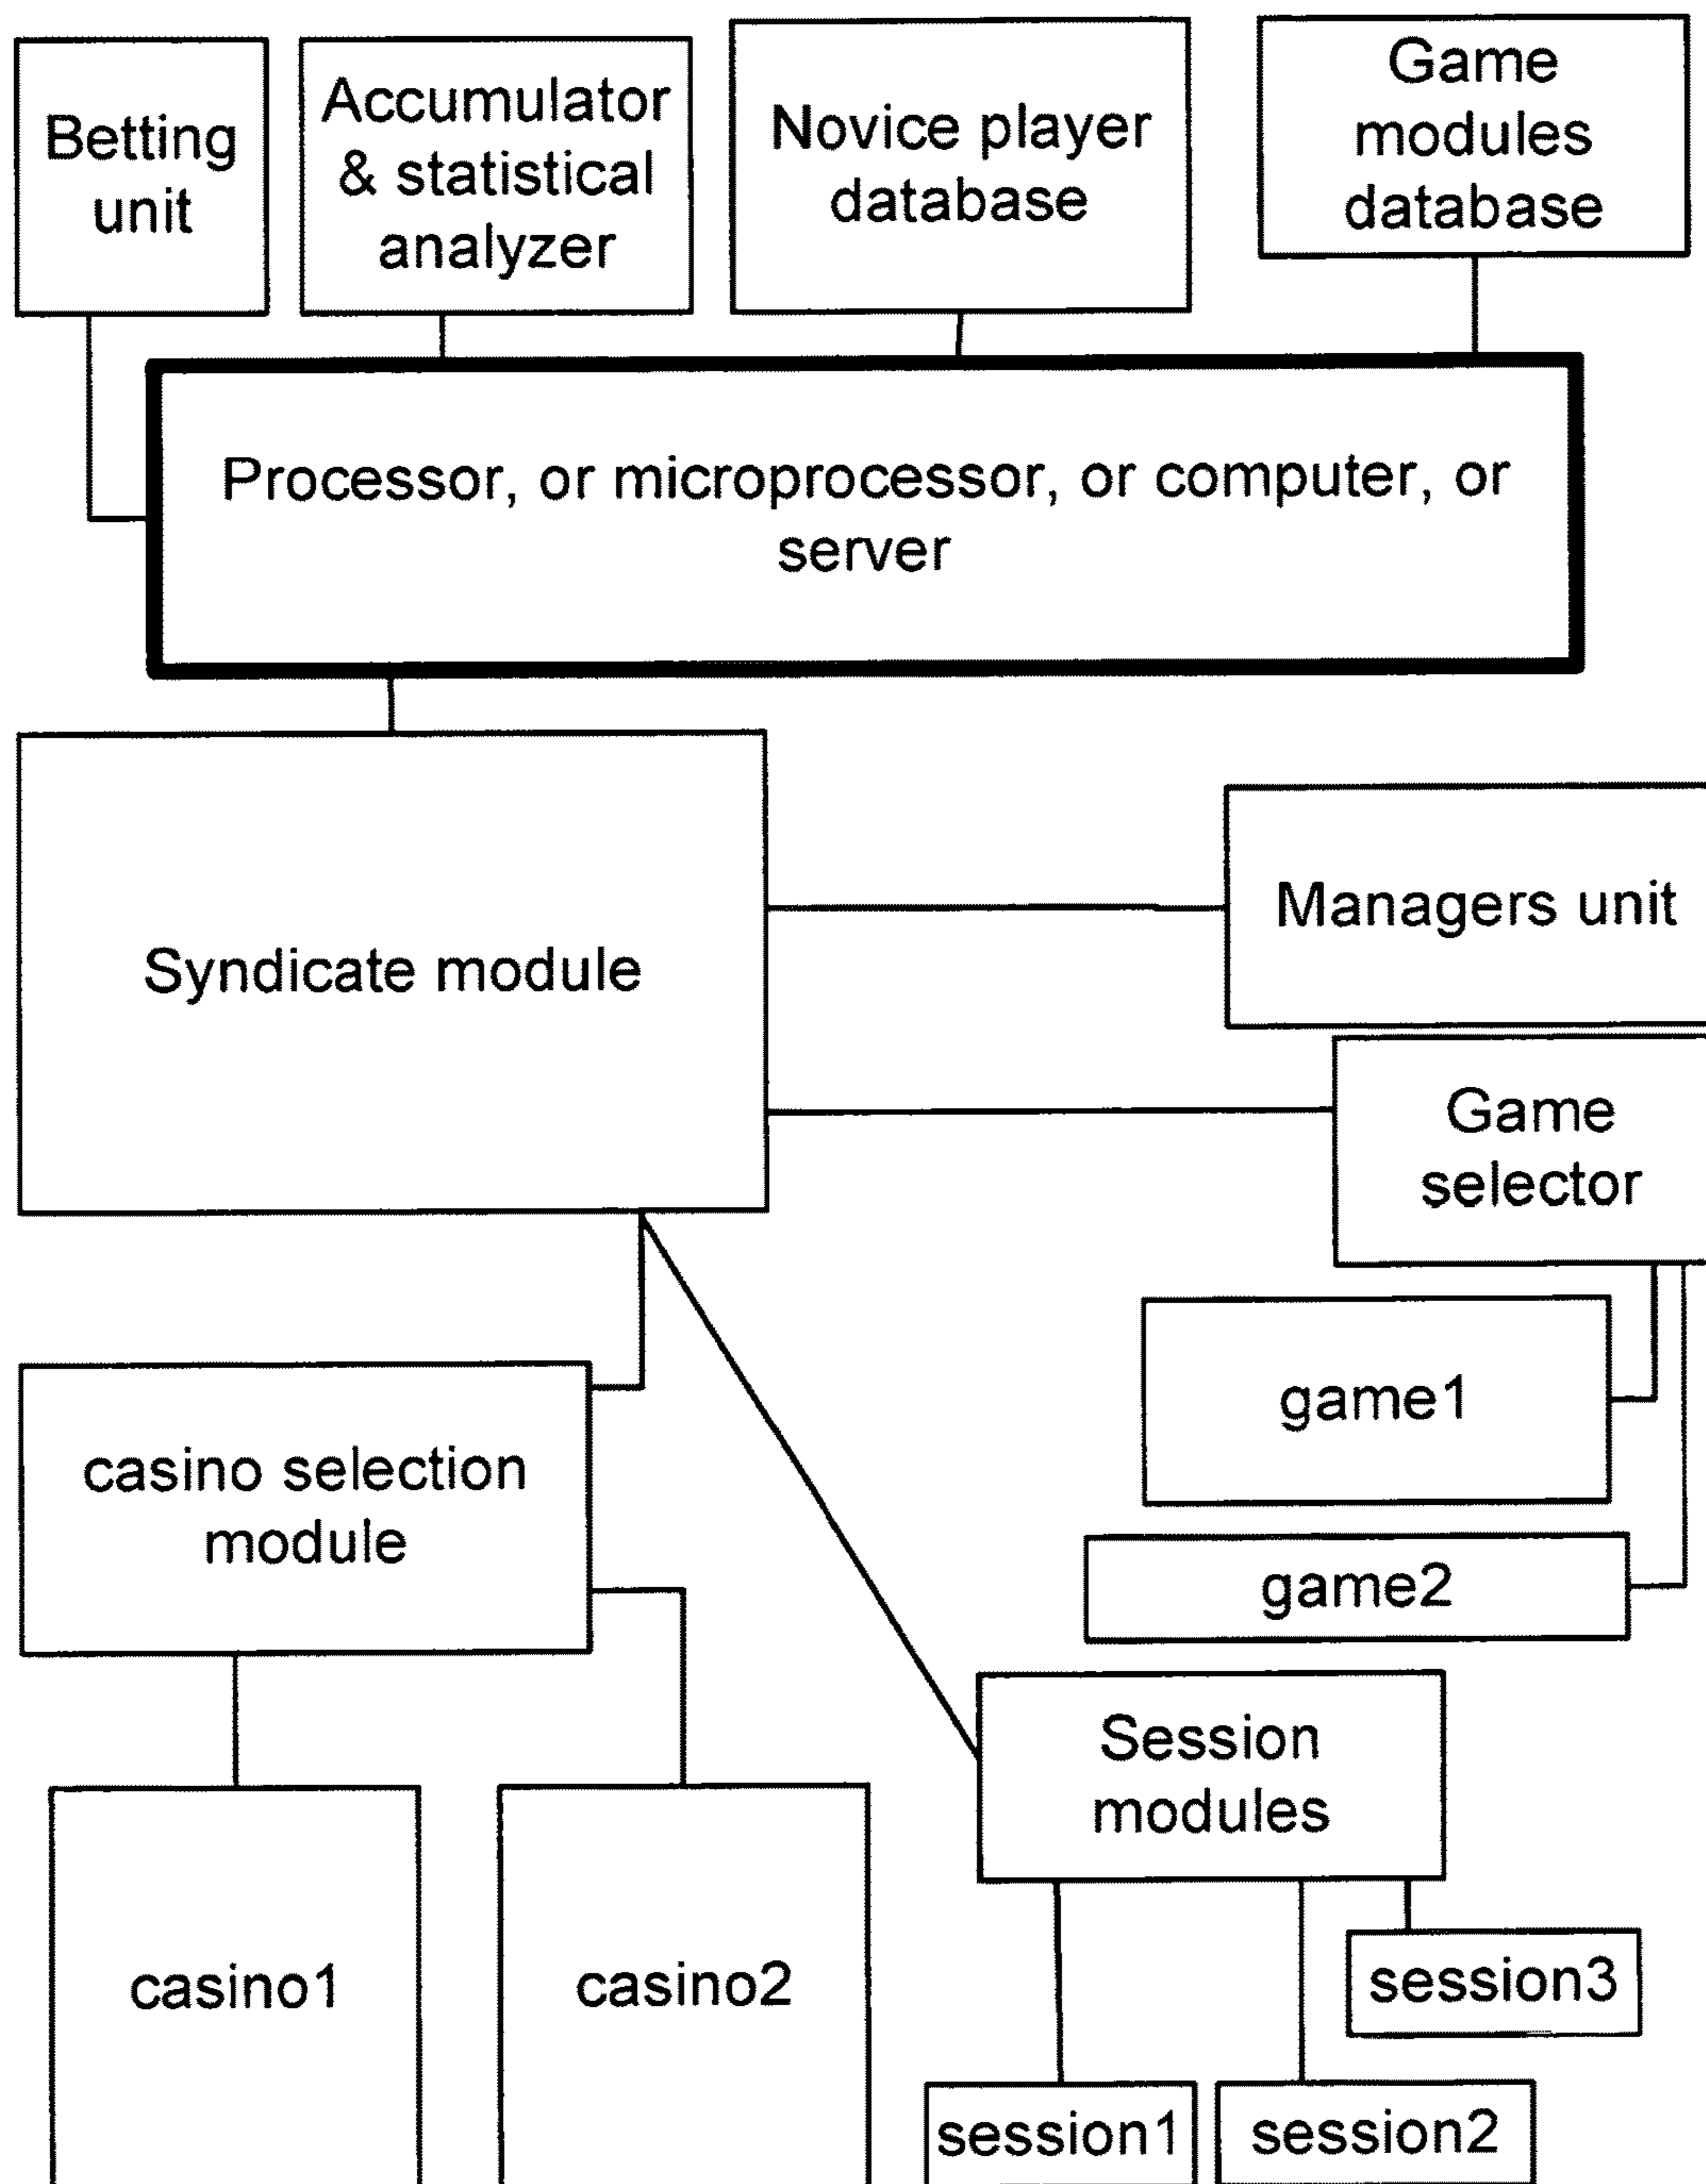 Betting
unit
Accumulator
& statistical
analyzer
Novice player
database
Game
modules
database
Processor, or microprocessor, or computer, or
server
Syndicate module
Managers unit
Game
selector
game1
casino selection
module
game2
Session
modules
casino1
casino2
session3
session1
session2